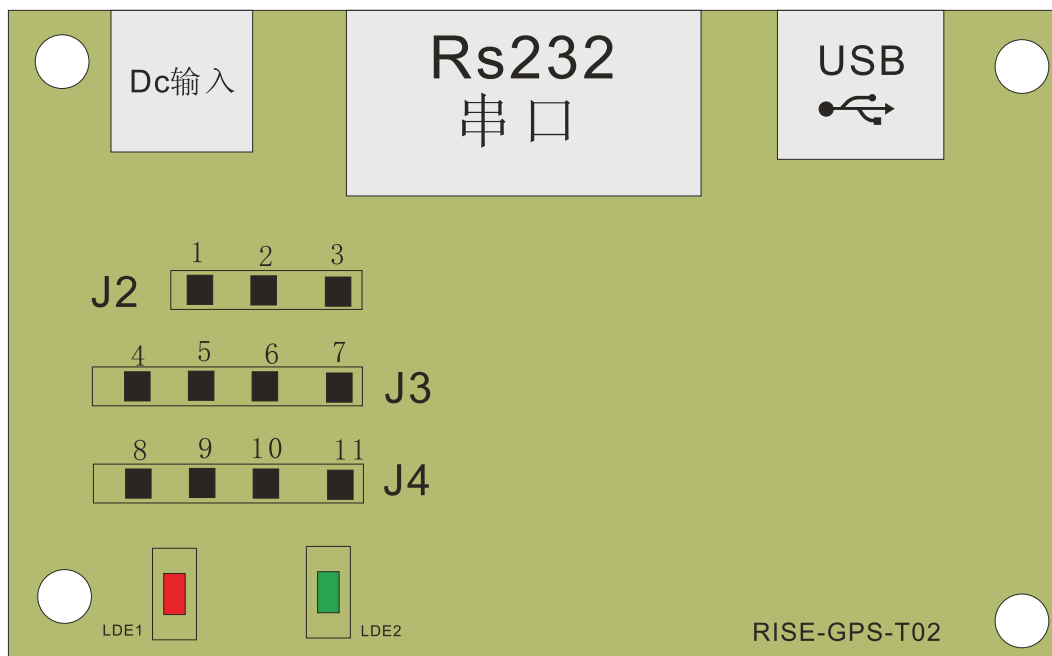 Dc输入
Rs232
串口
USB
1 2 3
J2
4 5 6 7
J3
8 9 10 11
J4
LDE1
LDE2
RISE-GPS-T02